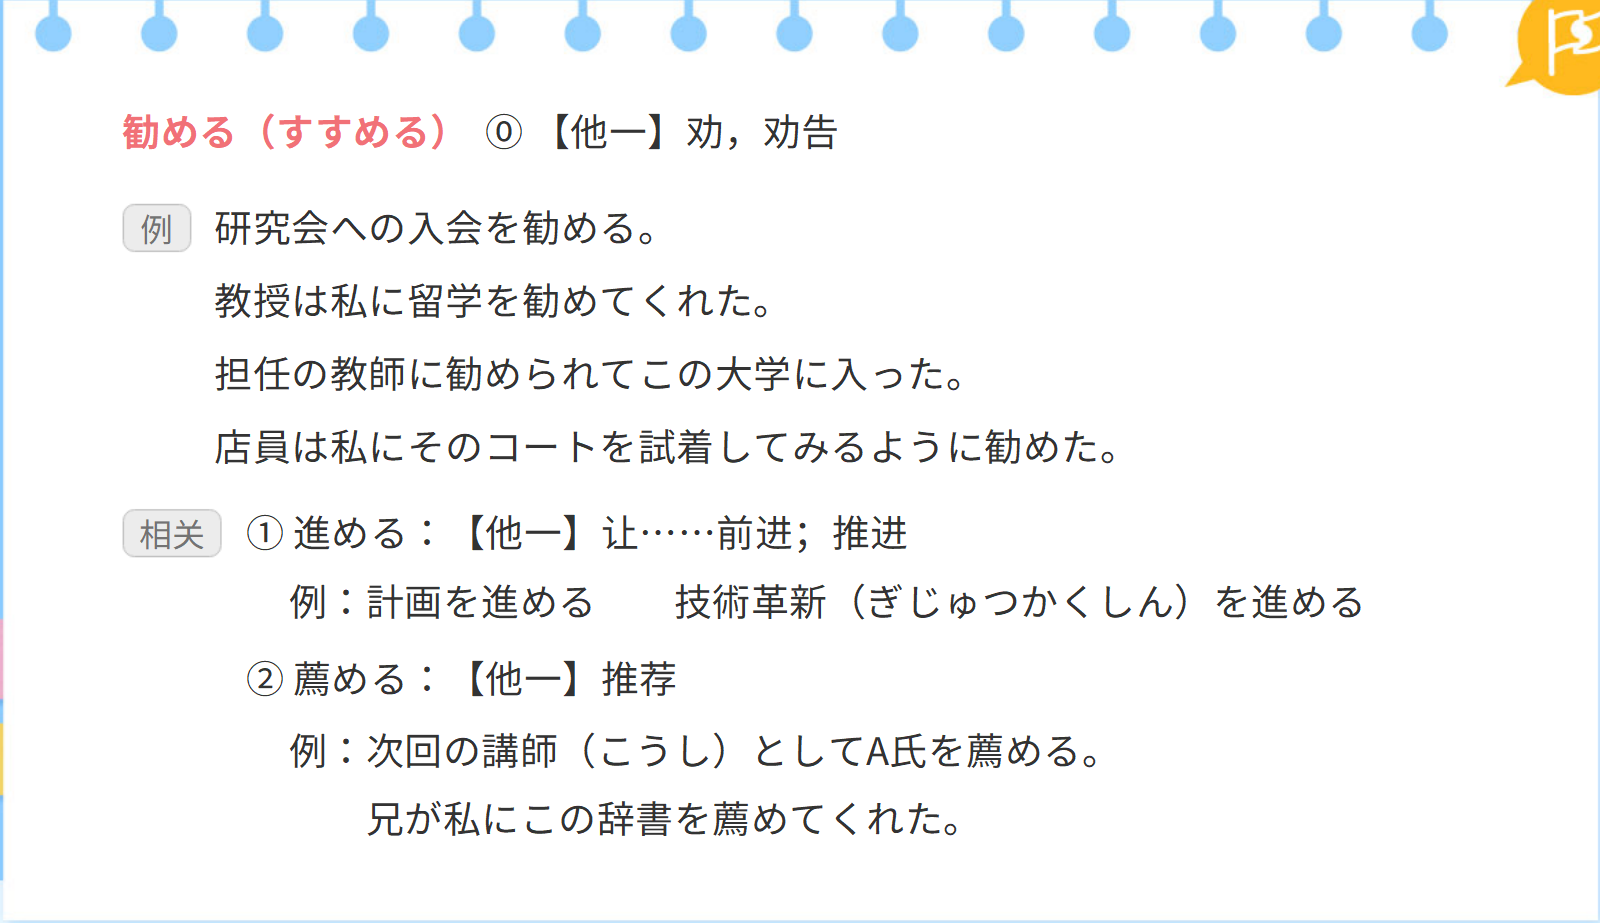 勧める（すすめる） ⓪ 【他一】劝，劝告
例 研究会への入会を勧める。
教授は私に留学を勧めてくれた。
担任の教師に勧められてこの大学に入った。
店員は私にそのコートを試着してみるように勧めた。
相关 ① 進める：【他一】让……前进；推进
例：計画を進める　　技術革新（ぎじゅつかくしん）を進める
② 薦める：【他一】推荐
例：次回の講師（こうし）としてA氏を薦める。
兄が私にこの辞書を薦めてくれた。